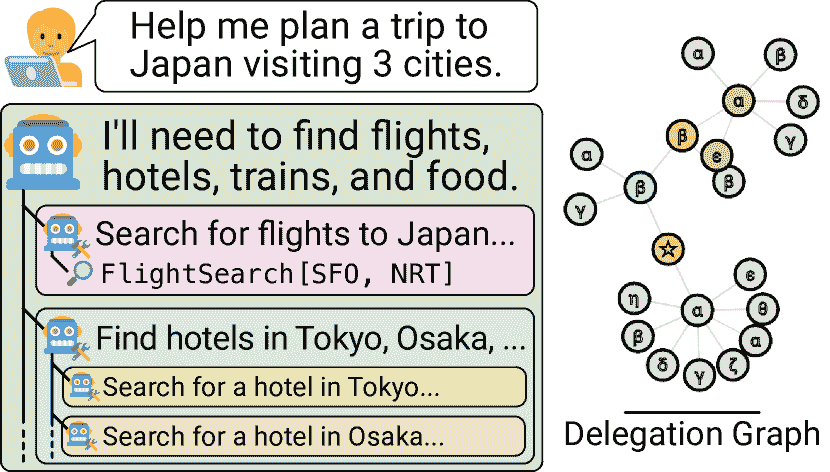 Help me plan a trip to
Japan visiting 3 cities.
I'll need to find flights,
hotels, trains, and food.
Search for flights to Japan...
FlightSearch[SFO, NRT]
Find hotels in Tokyo, Osaka, ...
Search for a hotel in Tokyo...
Search for a hotel in Osaka...
α
β
α
δ
β
γ
ε
β
α
β
γ
☆
ε
η
α
θ
β
α
δ
ζ
γ
Delegation Graph